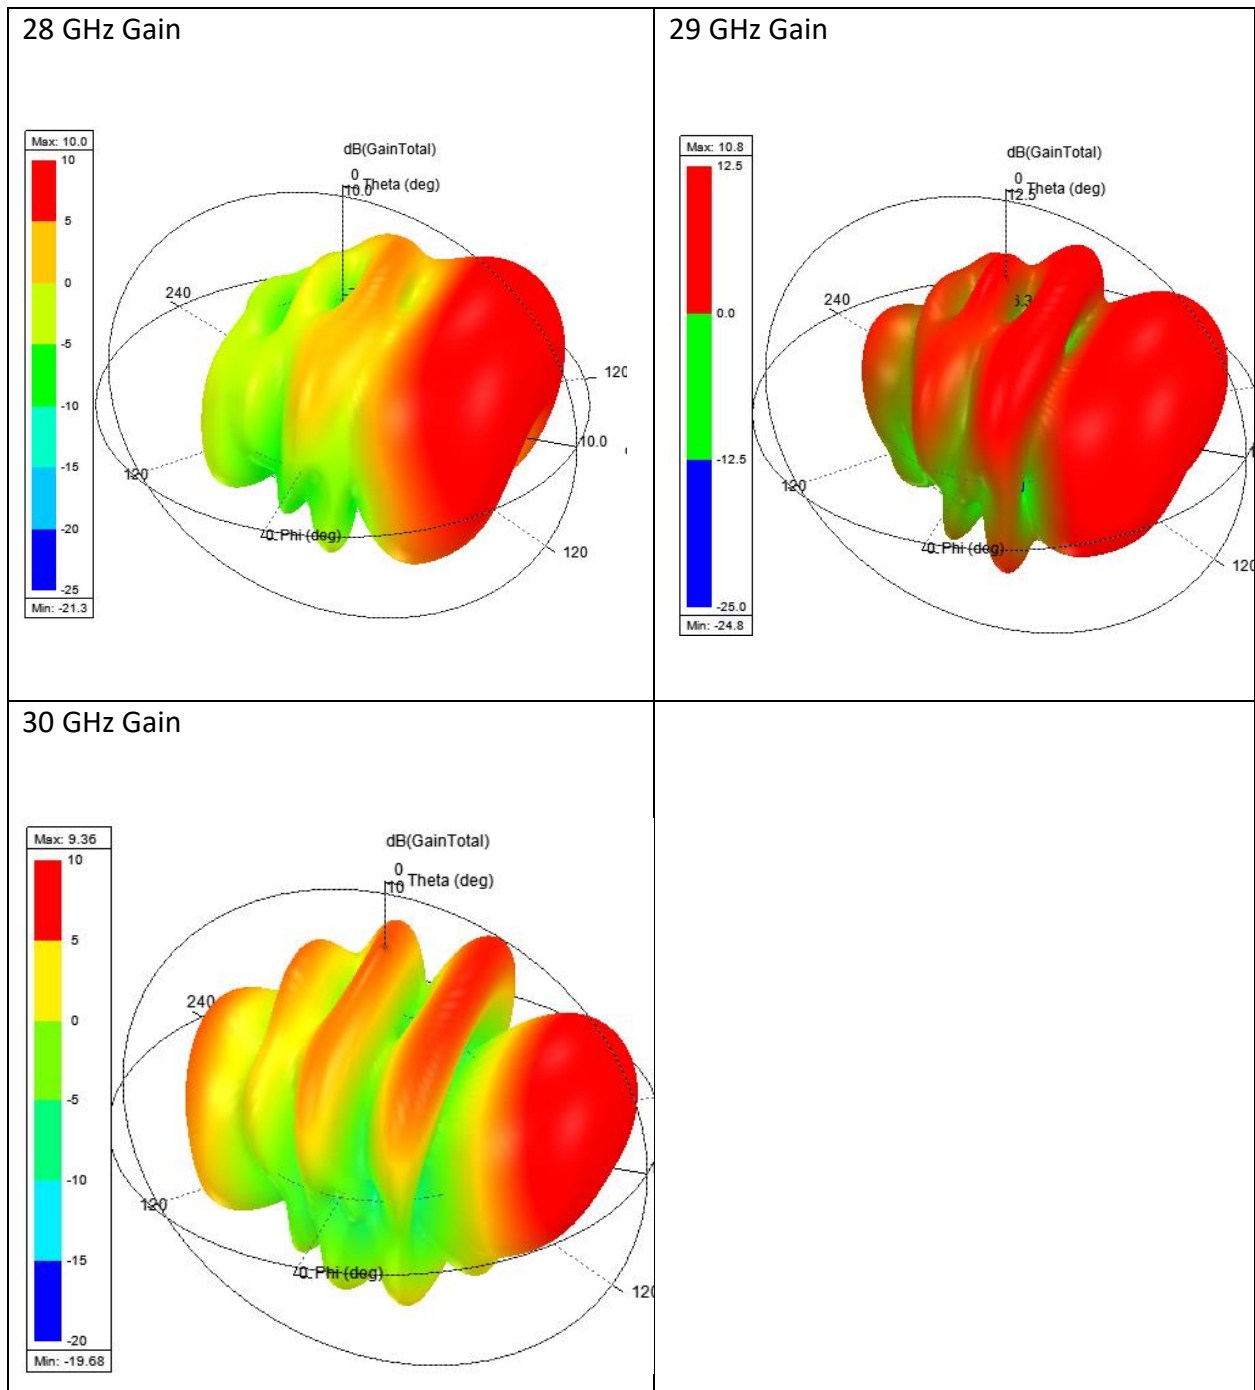 28 GHz Gain
Max: 10.0
10
5
0
-5
-10
-15
-20
-25
Min: -21.3
dB(GainTotal)
0
10.0
Theta (deg)
240
120
10.0
120
0
Phi (deg)
120
29 GHz Gain
Max: 10.8
12.5
0.0
-12.5
-25.0
Min: -24.8
dB(GainTotal)
0
12.5
Theta (deg)
240
120
0
Phi (deg)
120
30 GHz Gain
Max: 9.36
10
5
0
-5
-10
-15
-20
Min: -19.68
dB(GainTotal)
0
10
Theta (deg)
240
120
0
Phi (deg)
120